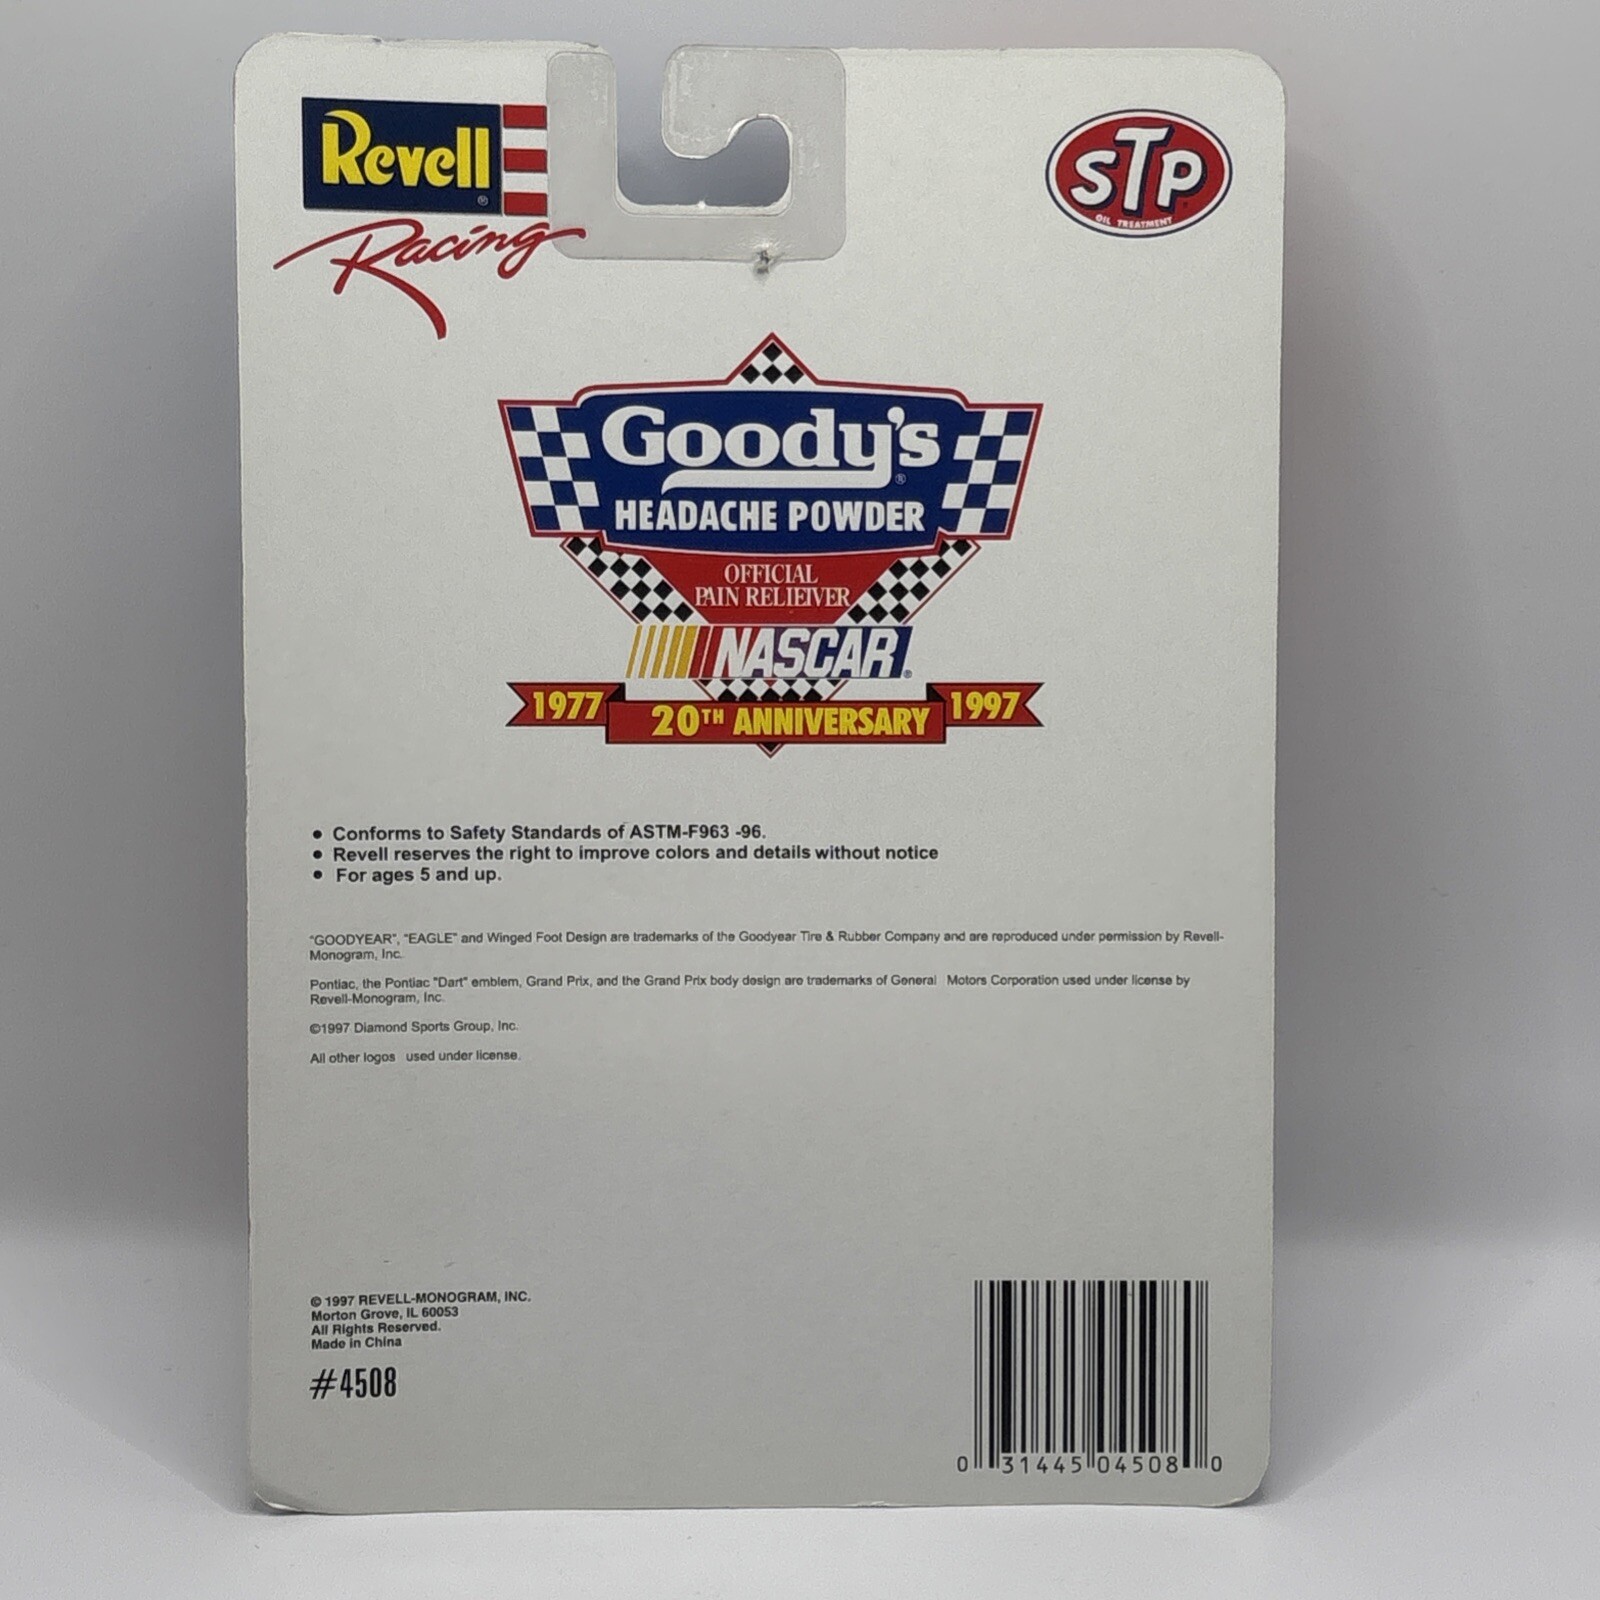 Revell®
Racing
STP®
OIL TREATMENT
Goody's®
HEADACHE POWDER
OFFICIAL
PAIN RELIEIVER
NASCAR®
1977 20TH ANNIVERSARY 1997
• Conforms to Safety Standards of ASTM-F963 -96.
• Revell reserves the right to improve colors and details without notice
• For ages 5 and up.
"GOODYEAR", "EAGLE" and Winged Foot Design are trademarks of the Goodyear Tire & Rubber Company and are reproduced under permission by Revell-
Monogram, Inc.
Pontiac, the Pontiac "Dart" emblem, Grand Prix, and the Grand Prix body design are trademarks of General Motors Corporation used under license by
Revell-Monogram, Inc.
©1997 Diamond Sports Group, Inc.
All other logos used under license.
© 1997 REVELL-MONOGRAM, INC.
Morton Grove, IL 60053
All Rights Reserved.
Made in China
#4508
0 31445 04508 0